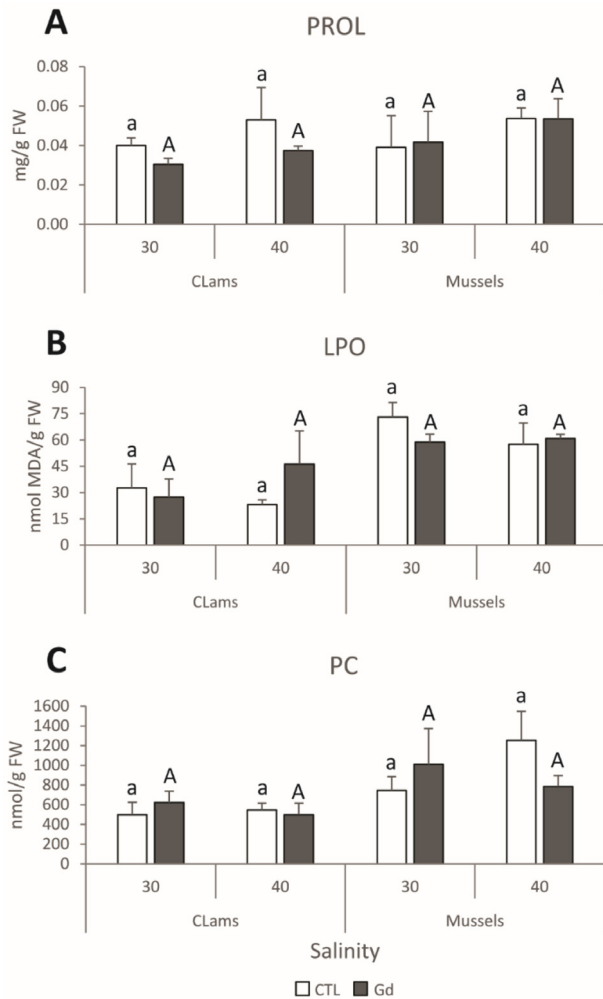 A
PROL
mg/g FW
0.08
0.06
0.04
0.02
0.00
a A a A a A a A
30 40 30 40
CLams Mussels
B
LPO
nmol MDA/g FW
90
75
60
45
30
15
0
a A a A a A a A
30 40 30 40
CLams Mussels
C
PC
nmol/g FW
1600
1400
1200
1000
800
600
400
200
0
a A a A a A a A
30 40 30 40
CLams Mussels
Salinity
CTL Gd